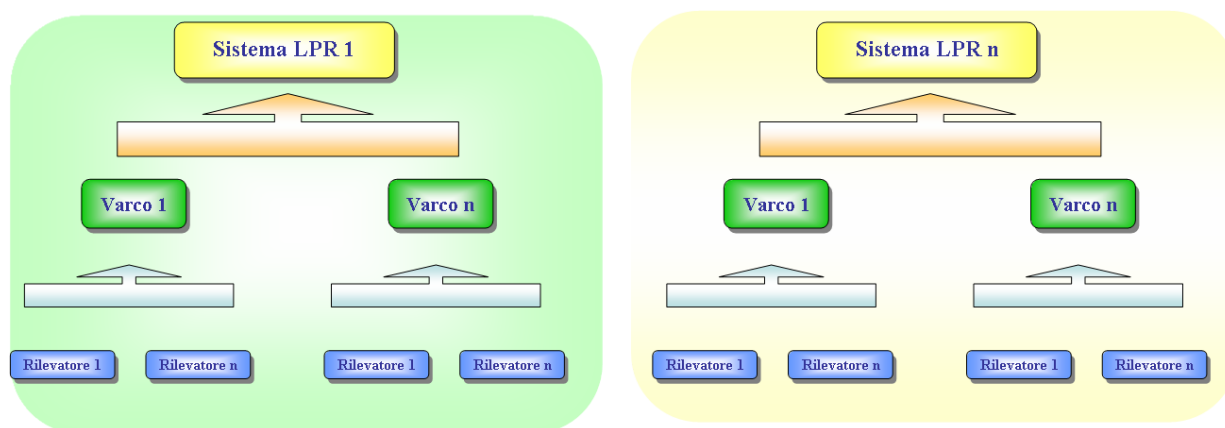 Sistema LPR 1
Sistema LPR n
Varco 1
Varco n
Varco 1
Varco n
Rilevatore 1
Rilevatore n
Rilevatore 1
Rilevatore n
Rilevatore 1
Rilevatore n
Rilevatore 1
Rilevatore n